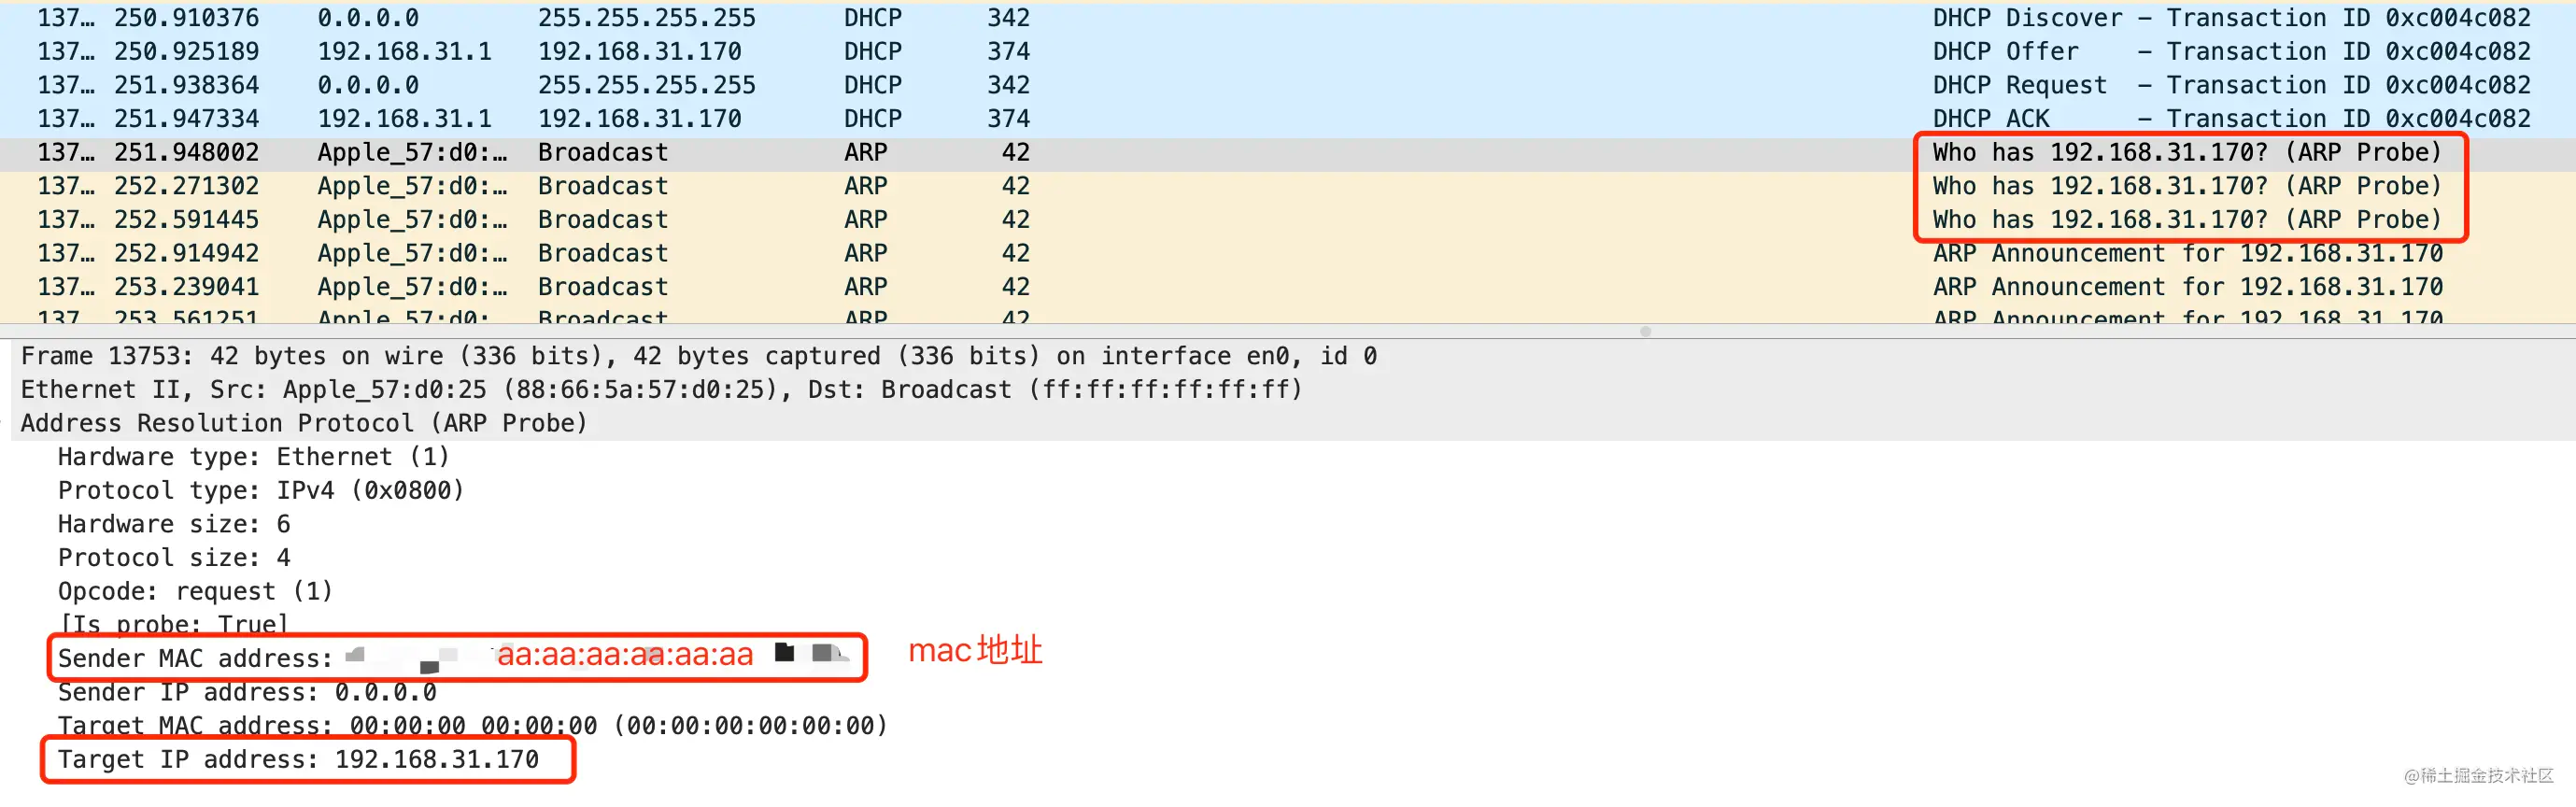 137… 250.910376 0.0.0.0 255.255.255.255 DHCP 342 DHCP Discover – Transaction ID 0xc004c082
137… 250.925189 192.168.31.1 192.168.31.170 DHCP 374 DHCP Offer – Transaction ID 0xc004c082
137… 251.938364 0.0.0.0 255.255.255.255 DHCP 342 DHCP Request – Transaction ID 0xc004c082
137… 251.947334 192.168.31.1 192.168.31.170 DHCP 374 DHCP ACK – Transaction ID 0xc004c082
137… 251.948002 Apple_57:d0:… Broadcast ARP 42 Who has 192.168.31.170? (ARP Probe)
137… 252.271302 Apple_57:d0:… Broadcast ARP 42 Who has 192.168.31.170? (ARP Probe)
137… 252.591445 Apple_57:d0:… Broadcast ARP 42 Who has 192.168.31.170? (ARP Probe)
137… 252.914942 Apple_57:d0:… Broadcast ARP 42 ARP Announcement for 192.168.31.170
137… 253.239041 Apple_57:d0:… Broadcast ARP 42 ARP Announcement for 192.168.31.170
137… 253.561251 Apple_57:d0:… Broadcast ARP 42 ARP Announcement for 192.168.31.170
Frame 13753: 42 bytes on wire (336 bits), 42 bytes captured (336 bits) on interface en0, id 0
Ethernet II, Src: Apple_57:d0:25 (88:66:5a:57:d0:25), Dst: Broadcast (ff:ff:ff:ff:ff:ff)
Address Resolution Protocol (ARP Probe)
Hardware type: Ethernet (1)
Protocol type: IPv4 (0x0800)
Hardware size: 6
Protocol size: 4
Opcode: request (1)
[Is probe: True]
Sender MAC address: aa:aa:aa:aa:aa:aa mac地址
Sender IP address: 0.0.0.0
Target MAC address: 00:00:00_00:00:00 (00:00:00:00:00:00)
Target IP address: 192.168.31.170
@稀土掘金技术社区